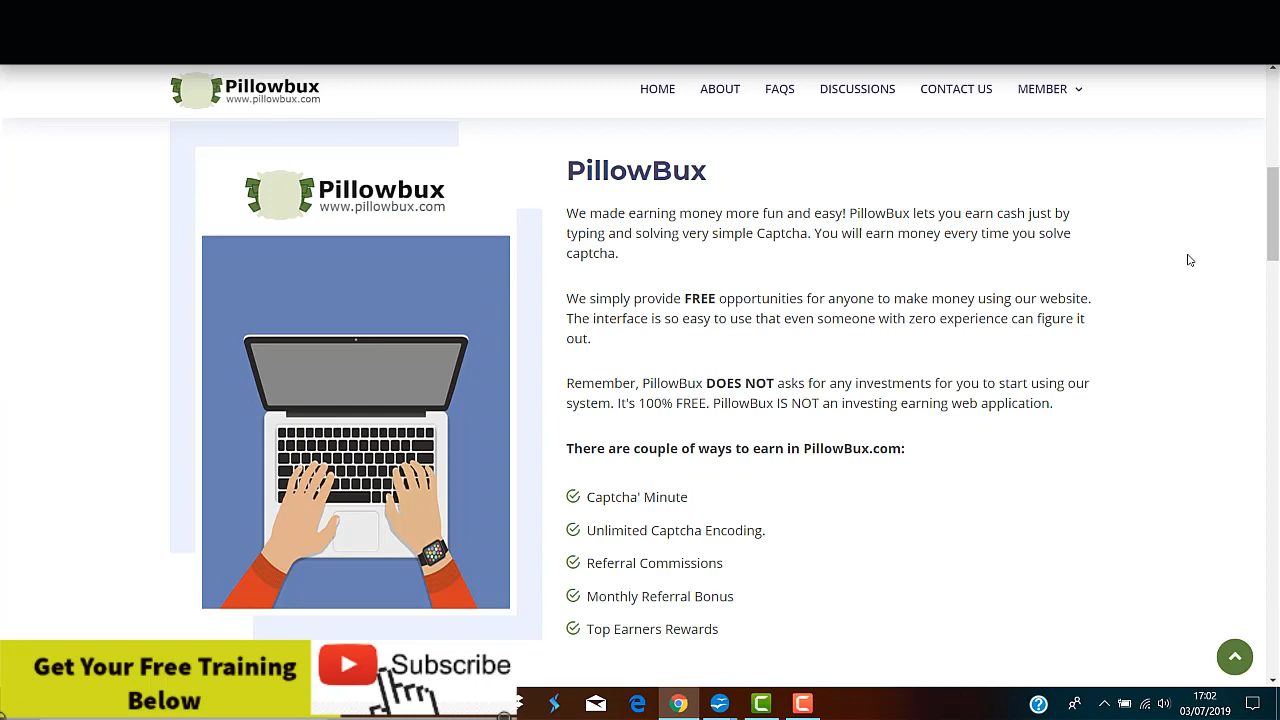 Pillowbux
www.pillowbux.com
HOME ABOUT FAQS DISCUSSIONS CONTACT US MEMBER
Pillowbux
www.pillowbux.com
PillowBux
We made earning money more fun and easy! PillowBux lets you earn cash just by
typing and solving very simple Captcha. You will earn money every time you solve
captcha.
We simply provide FREE opportunities for anyone to make money using our website.
The interface is so easy to use that even someone with zero experience can figure it
out.
Remember, PillowBux DOES NOT asks for any investments for you to start using our
system. It's 100% FREE. PillowBux IS NOT an investing earning web application.
There are couple of ways to earn in PillowBux.com:
Captcha' Minute
Unlimited Captcha Encoding.
Referral Commissions
Monthly Referral Bonus
Top Earners Rewards
Get Your Free Training
Below
Subscribe
17:02
03/07/2019